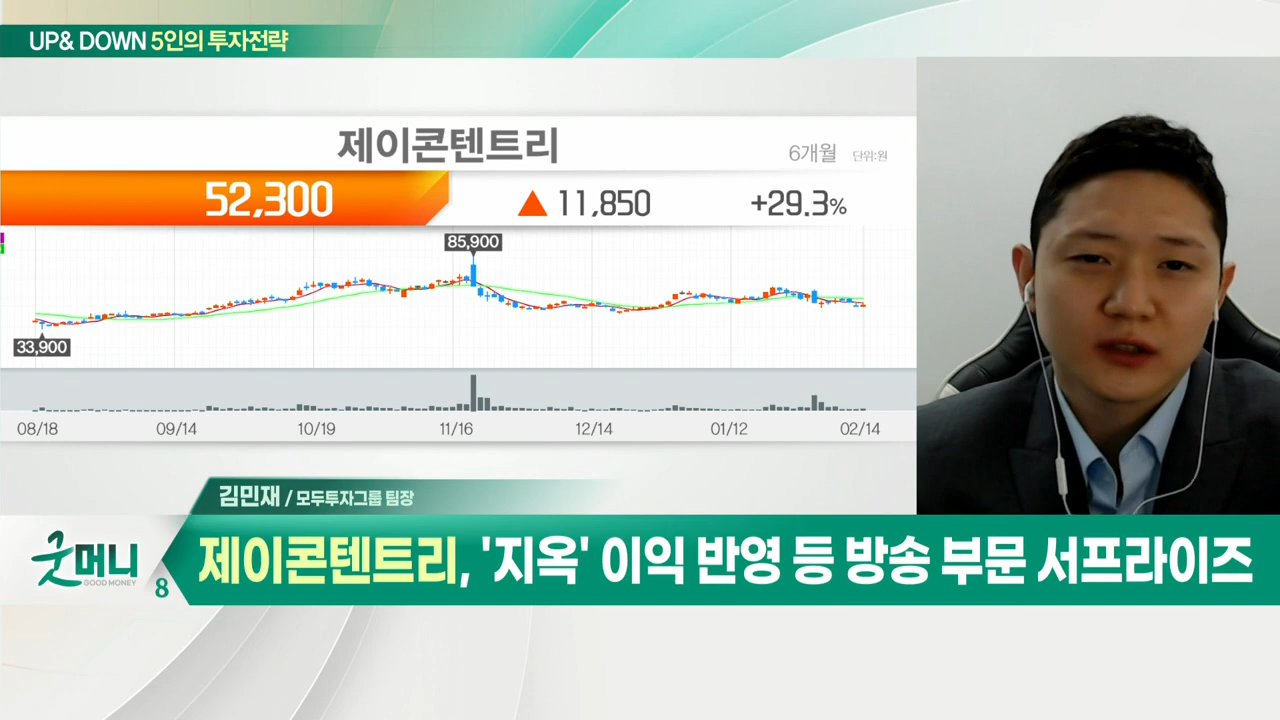 UP& DOWN 5인의 투자전략
제이콘텐트리
6개월 단위:원
52,300 ▲ 11,850 +29.3%
85,900
33,900
08/18 09/14 10/19 11/16 12/14 01/12 02/14
김민재 / 모두투자그룹 팀장
굿머니
GOOD MONEY
8
제이콘텐트리, '지옥' 이익 반영 등 방송 부문 서프라이즈